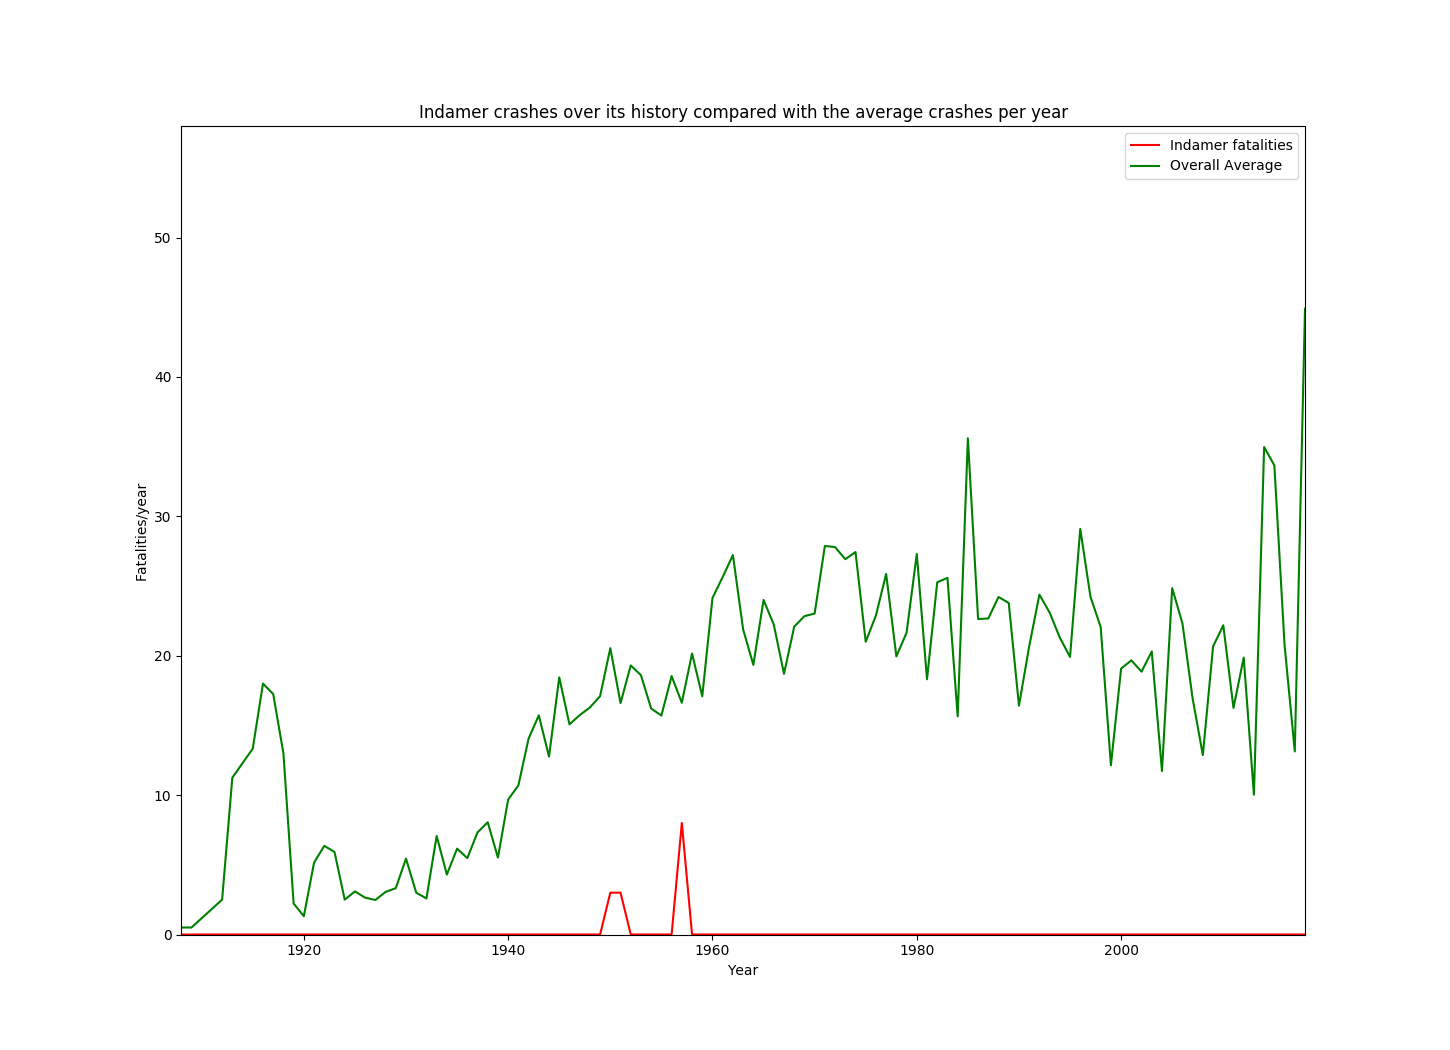 Indamer crashes over its history compared with the average crashes per year
Indamer fatalities
Overall Average
Fatalities/year
50
40
30
20
10
0
1920 1940 1960 1980 2000
Year